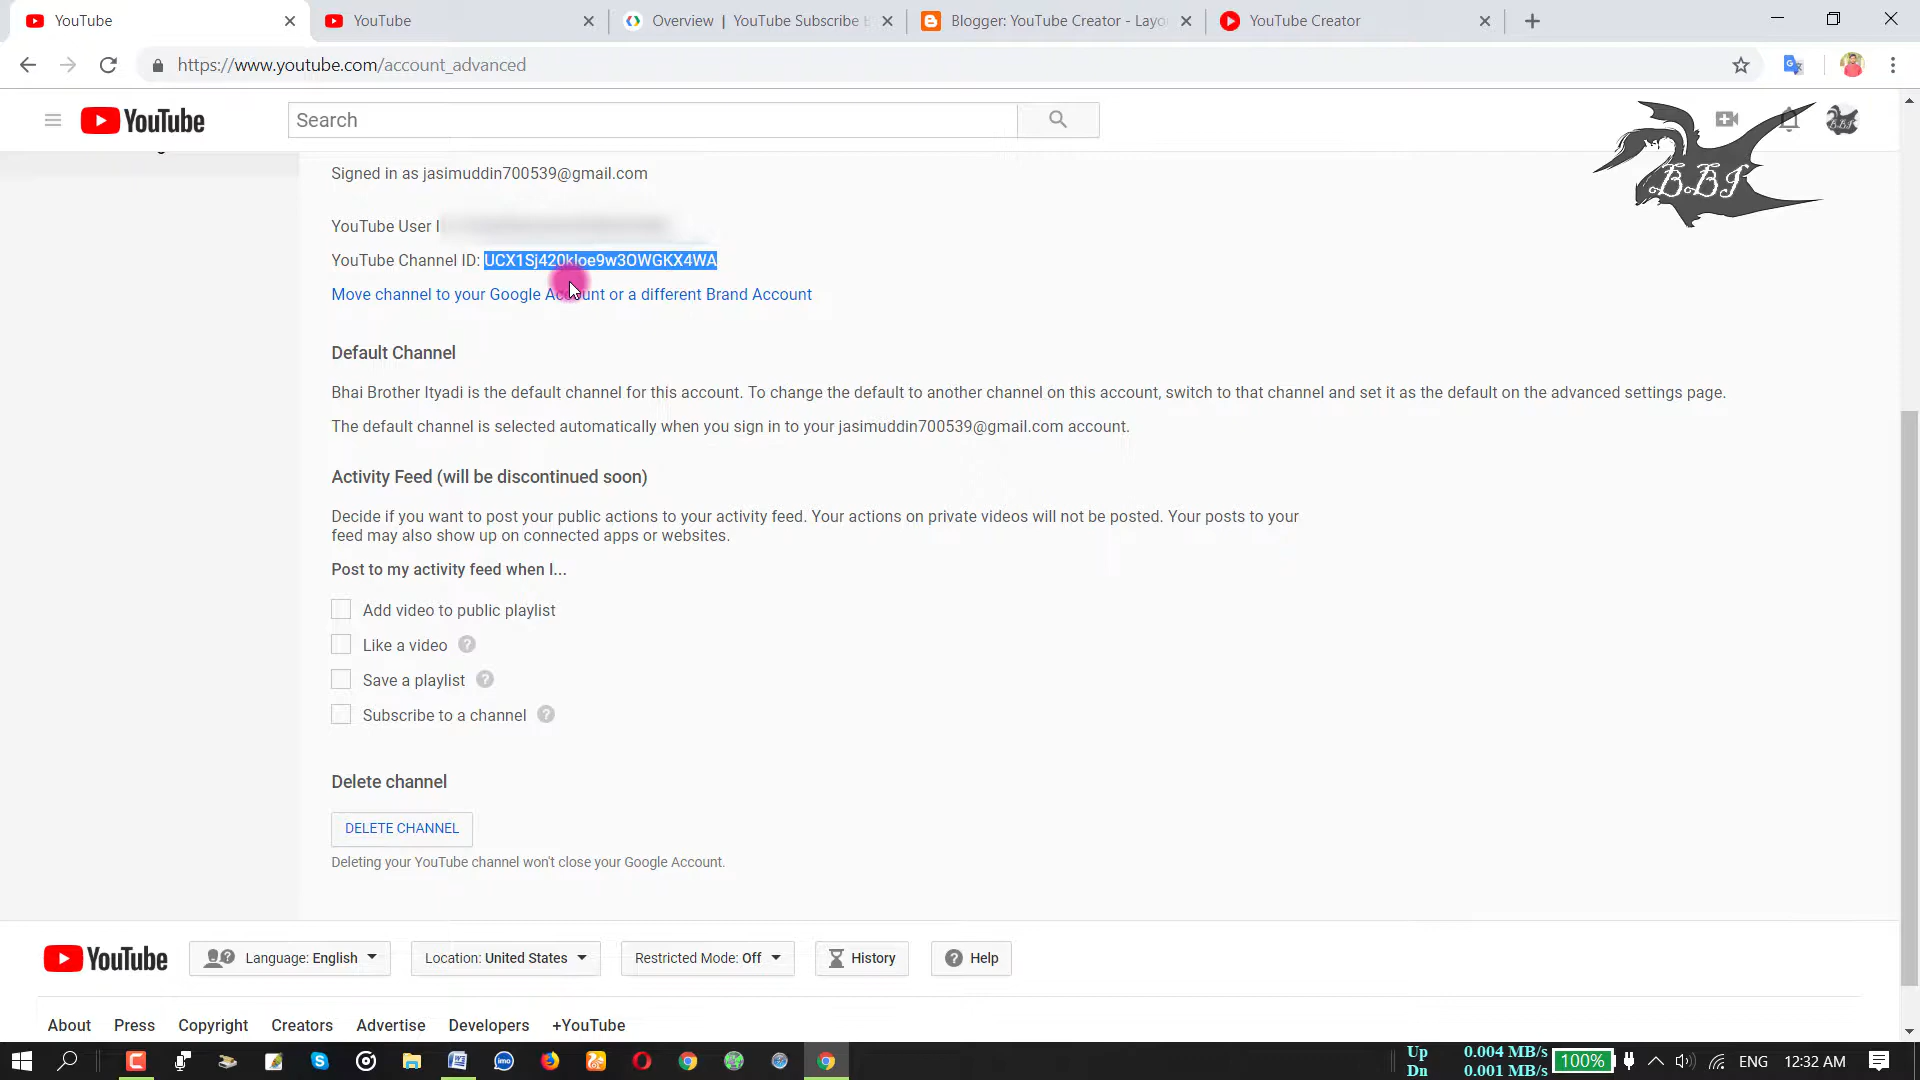 YouTube
YouTube
Overview | YouTube Subscribe
Blogger: YouTube Creator - Layo
YouTube Creator
https://www.youtube.com/account_advanced
YouTube
Search
BBI
BBI
Signed in as jasimuddin700539@gmail.com
YouTube User I
YouTube Channel ID: UCX1Sj420kloe9w3OWGKX4WA
Move channel to your Google Account or a different Brand Account
Default Channel
Bhai Brother Ityadi is the default channel for this account. To change the default to another channel on this account, switch to that channel and set it as the default on the advanced settings page.
The default channel is selected automatically when you sign in to your jasimuddin700539@gmail.com account.
Activity Feed (will be discontinued soon)
Decide if you want to post your public actions to your activity feed. Your actions on private videos will not be posted. Your posts to your
feed may also show up on connected apps or websites.
Post to my activity feed when I...
Add video to public playlist
Like a video ?
Save a playlist ?
Subscribe to a channel ?
Delete channel
DELETE CHANNEL
Deleting your YouTube channel won't close your Google Account.
YouTube
Language: English
Location: United States
Restricted Mode: Off
History
Help
About Press Copyright Creators Advertise Developers +YouTube
Up 0.004 MB/s
Dn 0.001 MB/s
100%
ENG
12:32 AM